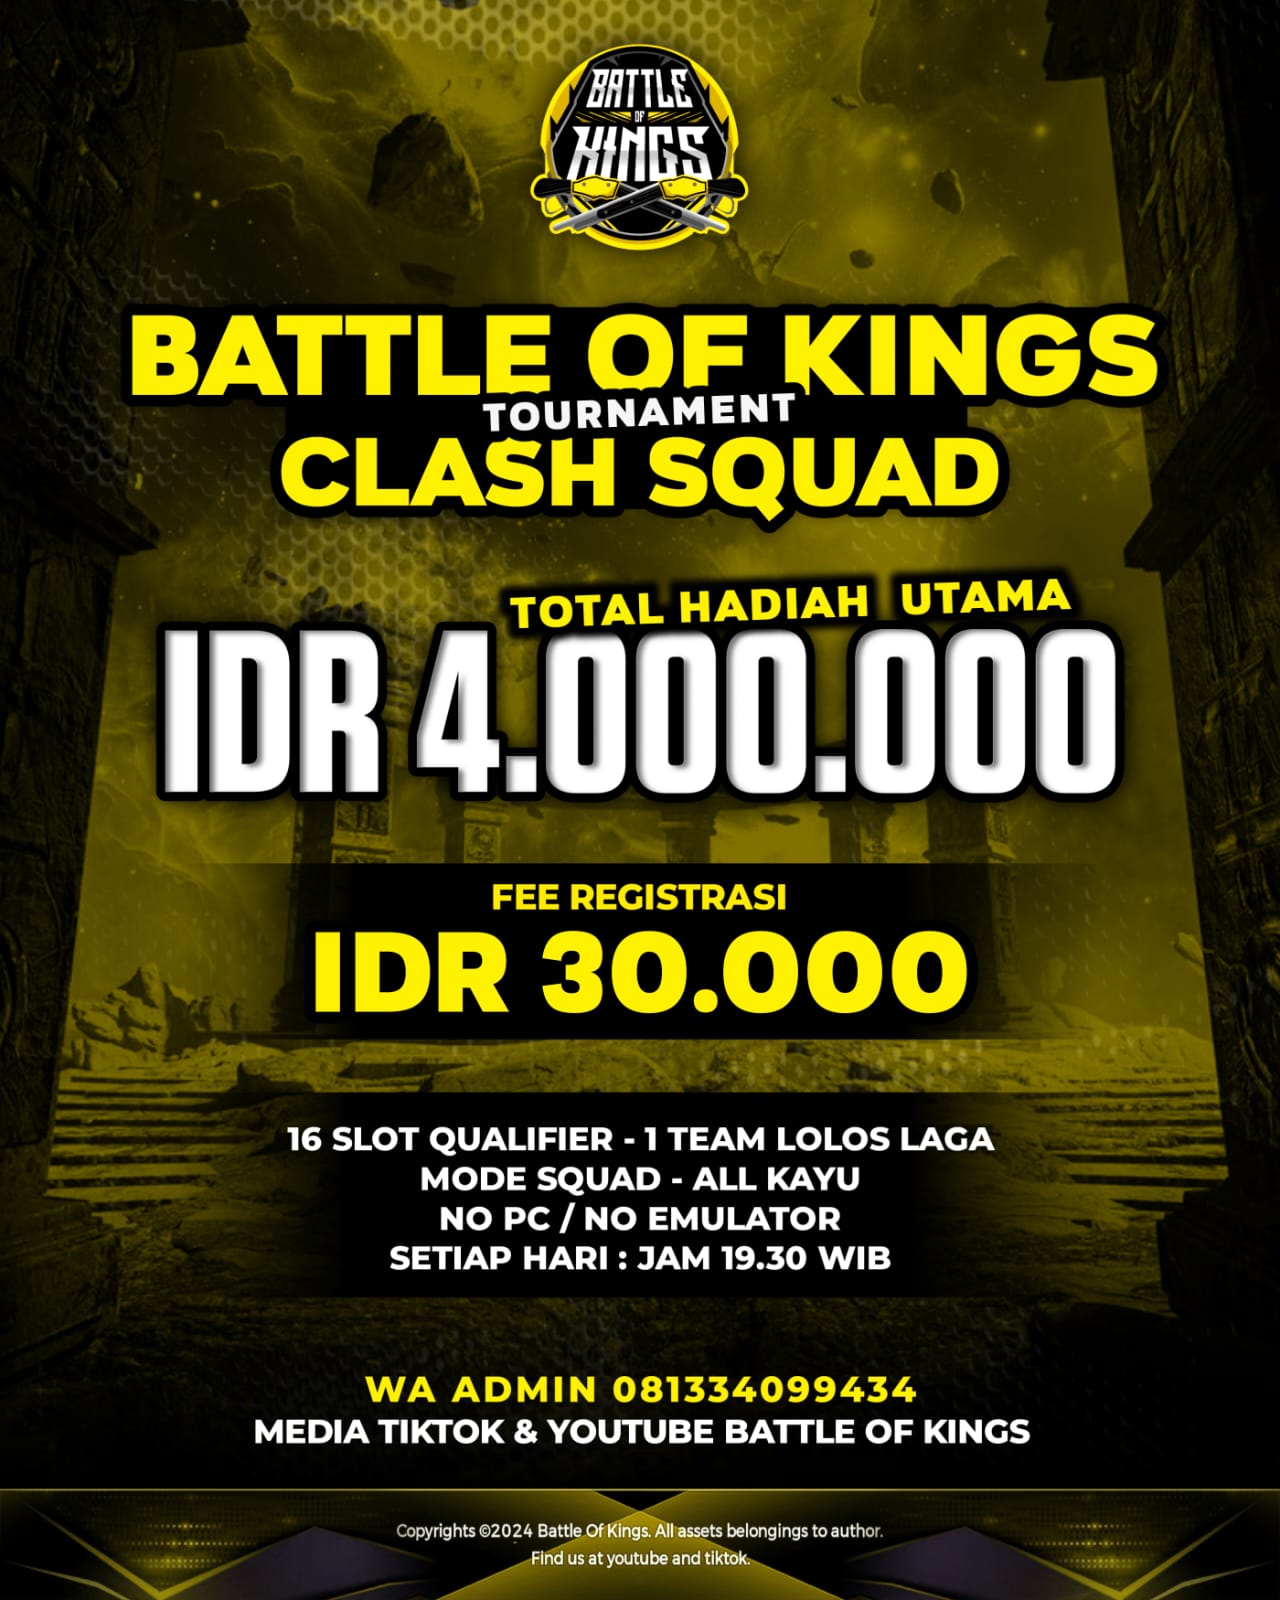 BATTLE
OF
KINGS
BATTLE OF KINGS
TOURNAMENT
CLASH SQUAD
TOTAL HADIAH UTAMA
IDR 4.000.000
FEE REGISTRASI
IDR 30.000
16 SLOT QUALIFIER - 1 TEAM LOLOS LAGA
MODE SQUAD - ALL KAYU
NO PC / NO EMULATOR
SETIAP HARI : JAM 19.30 WIB
WA ADMIN 081334099434
MEDIA TIKTOK & YOUTUBE BATTLE OF KINGS
Copyrights ©2024 Battle Of Kings. All assets belongings to author.
Find us at youtube and tiktok.